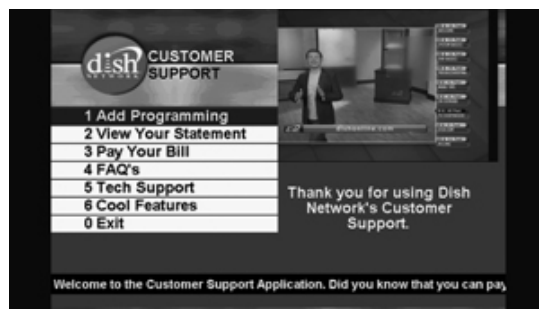 dish
NETWORK
CUSTOMER
SUPPORT
1 Add Programming
2 View Your Statement
3 Pay Your Bill
4 FAQ's
5 Tech Support
6 Cool Features
0 Exit
dishonline.com
Thank you for using Dish
Network's Customer
Support.
Welcome to the Customer Support Application. Did you know that you can pay